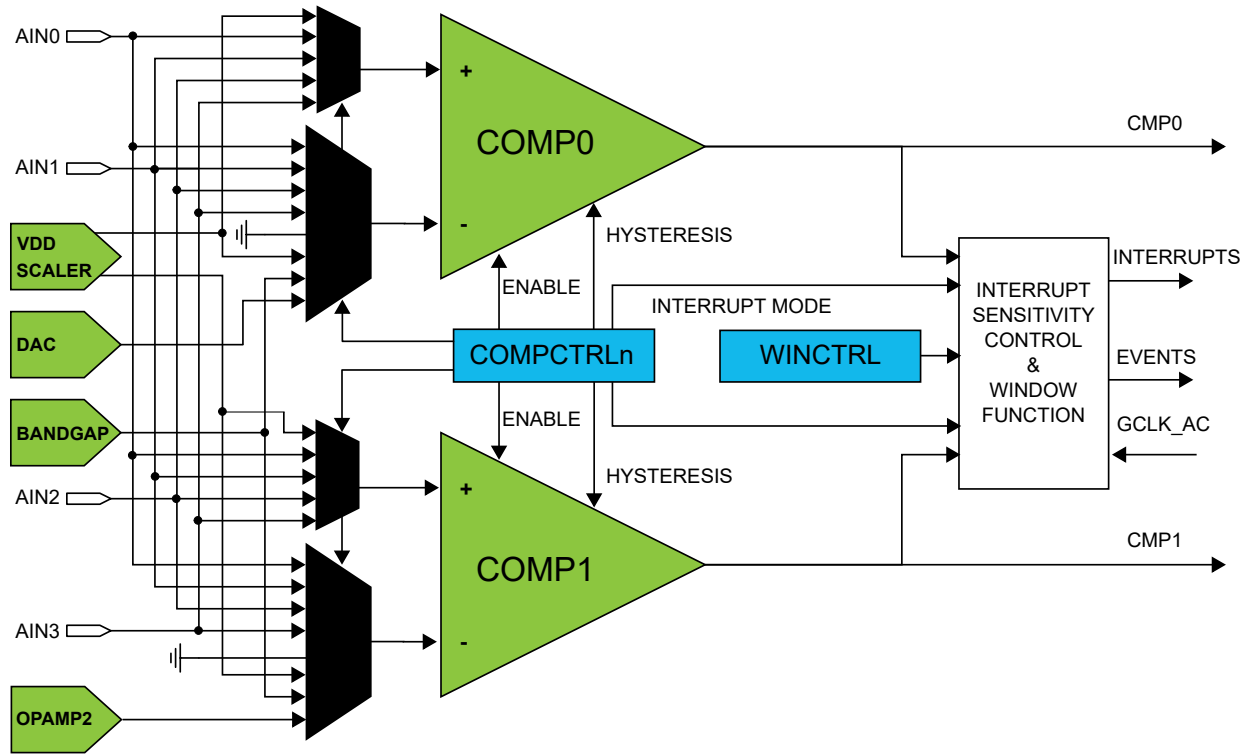 AIN0
+
COMP0
CMP0
AIN1
-
VDD
SCALER
HYSTERESIS
ENABLE
INTERRUPT MODE
INTERRUPT
SENSITIVITY
CONTROL
&
WINDOW
FUNCTION
INTERRUPTS
DAC
COMPCTRLn
WINCTRL
EVENTS
BANDGAP
ENABLE
GCLK_AC
HYSTERESIS
AIN2
+
COMP1
CMP1
AIN3
-
OPAMP2